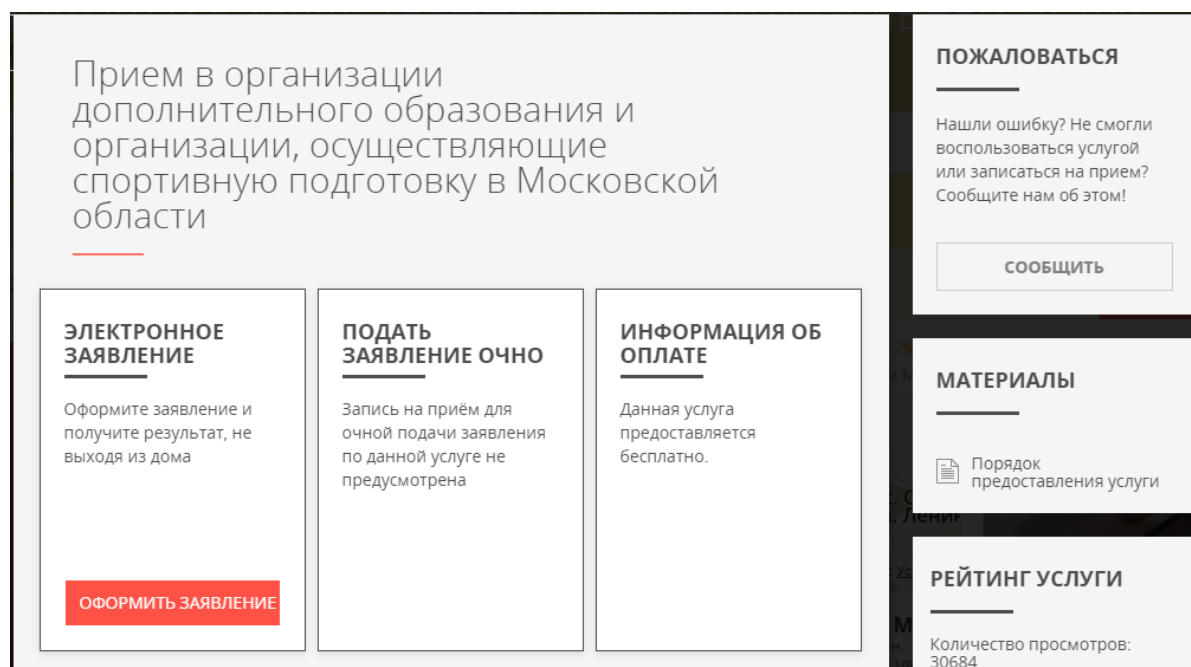 Прием в организации
дополнительного образования и
организации, осуществляющие
спортивную подготовку в Московской
области
ЭЛЕКТРОННОЕ
ЗАЯВЛЕНИЕ
Оформите заявление и
получите результат, не
выходя из дома
ОФОРМИТЬ ЗАЯВЛЕНИЕ
ПОДАТЬ
ЗАЯВЛЕНИЕ ОЧНО
Запись на приём для
очной подачи заявления
по данной услуге не
предусмотрена
ИНФОРМАЦИЯ ОБ
ОПЛАТЕ
Данная услуга
предоставляется
бесплатно.
ПОЖАЛОВАТЬСЯ
Нашли ошибку? Не смогли
воспользоваться услугой
или записаться на прием?
Сообщите нам об этом!
СООБЩИТЬ
МАТЕРИАЛЫ
Порядок
предоставления услуги
РЕЙТИНГ УСЛУГИ
Количество просмотров:
30684